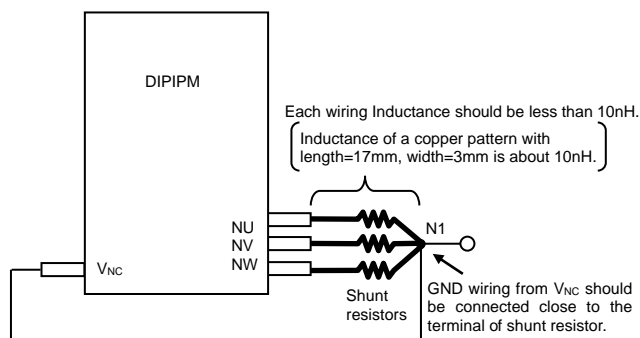 DIPIPM
Each wiring Inductance should be less than 10nH.
Inductance of a copper pattern with
length=17mm, width=3mm is about 10nH.
NU
NV
NW
N1
VNC
Shunt
resistors
GND wiring from VNC should
be connected close to the
terminal of shunt resistor.